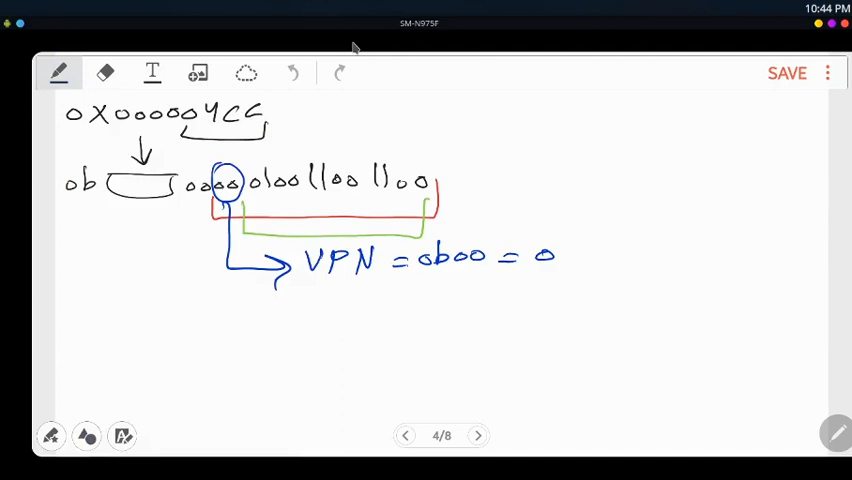 10:44 PM
SM-N975F
T
SAVE
0X000004CC
0b 0000 0100 1100 1100
VPN = 0b00 = 0
4/8